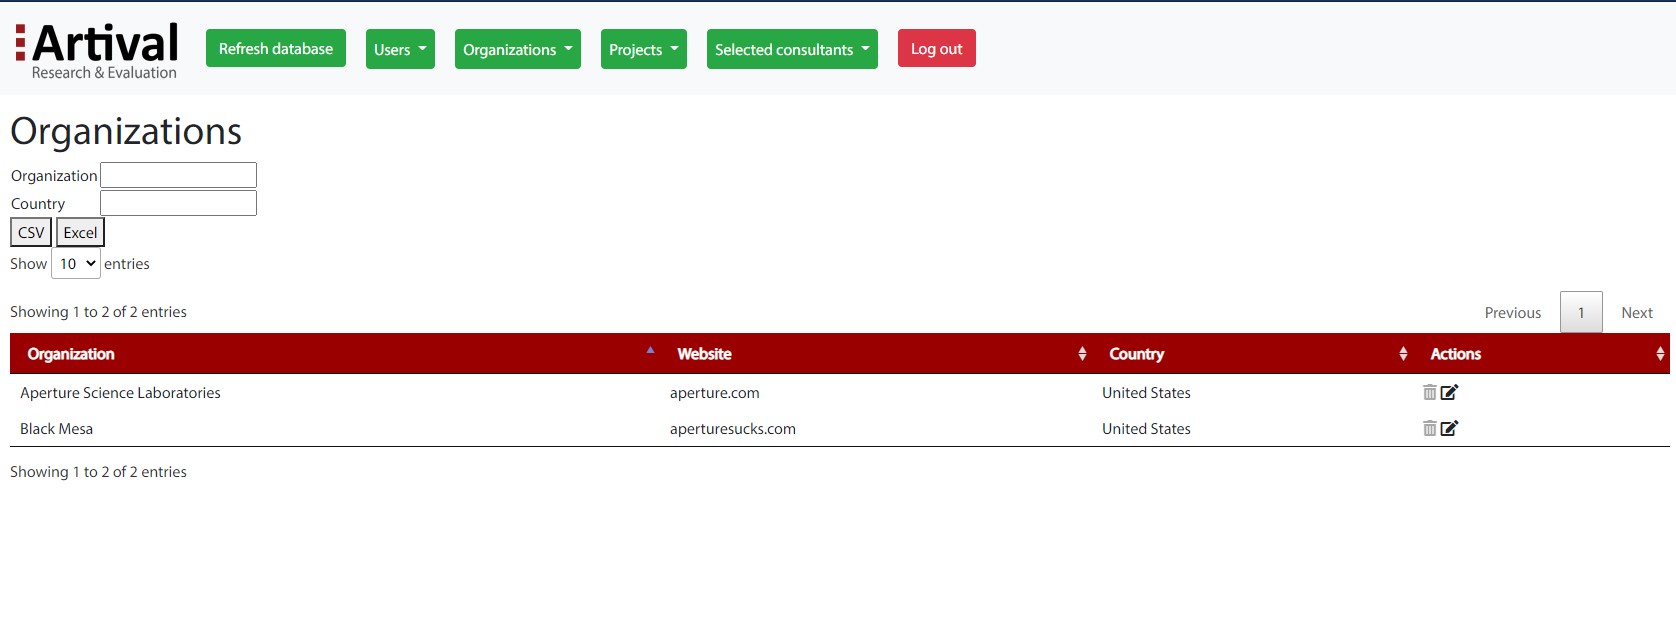 Artival
Research & Evaluation
Refresh database
Users
Organizations
Projects
Selected consultants
Log out
Organizations
Organization
Country
CSV Excel
Show 10 entries
Showing 1 to 2 of 2 entries
Previous 1 Next
Organization Website Country Actions
Aperture Science Laboratories aperture.com United States
Black Mesa aperturesucks.com United States
Showing 1 to 2 of 2 entries